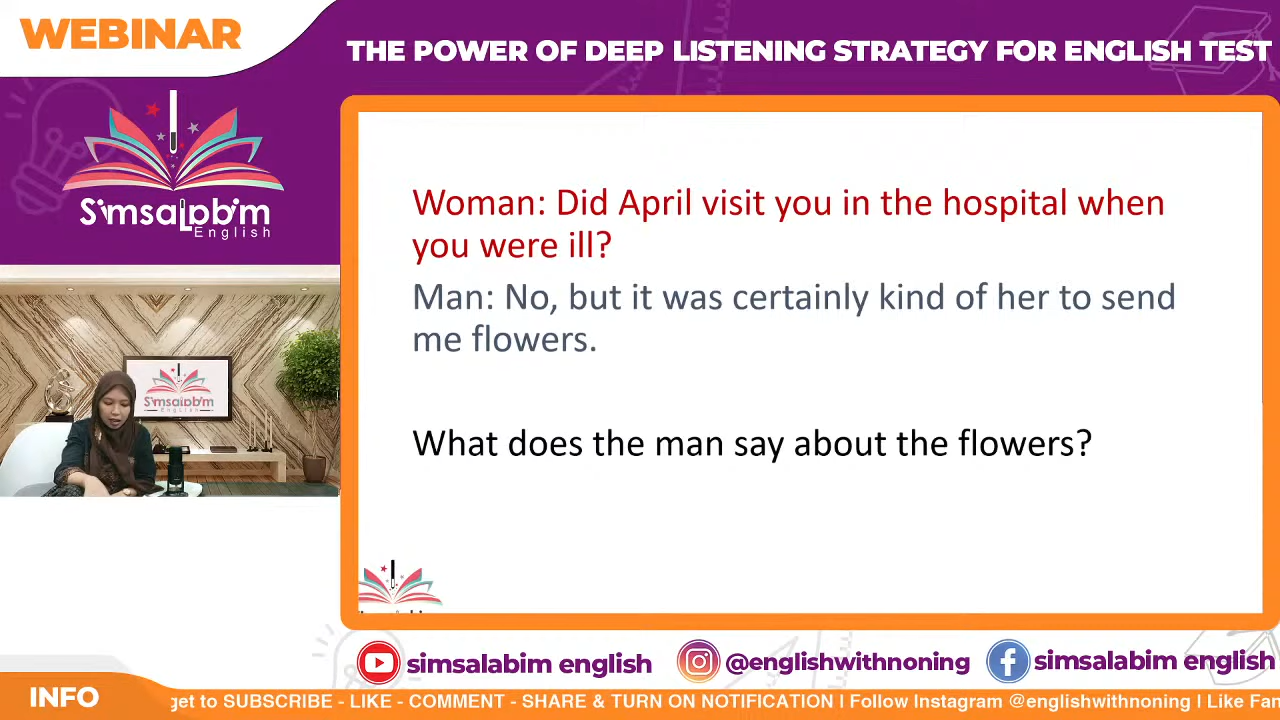 WEBINAR
THE POWER OF DEEP LISTENING STRATEGY FOR ENGLISH TEST
Simsalabim
English
Woman: Did April visit you in the hospital when
you were ill?
Man: No, but it was certainly kind of her to send
me flowers.
Simsalabim
English
What does the man say about the flowers?
simsalabim english
@englishwithnoning
simsalabim english
INFO
get to SUBSCRIBE - LIKE - COMMENT - SHARE & TURN ON NOTIFICATION I Follow Instagram @englishwithnoning I Like Fan